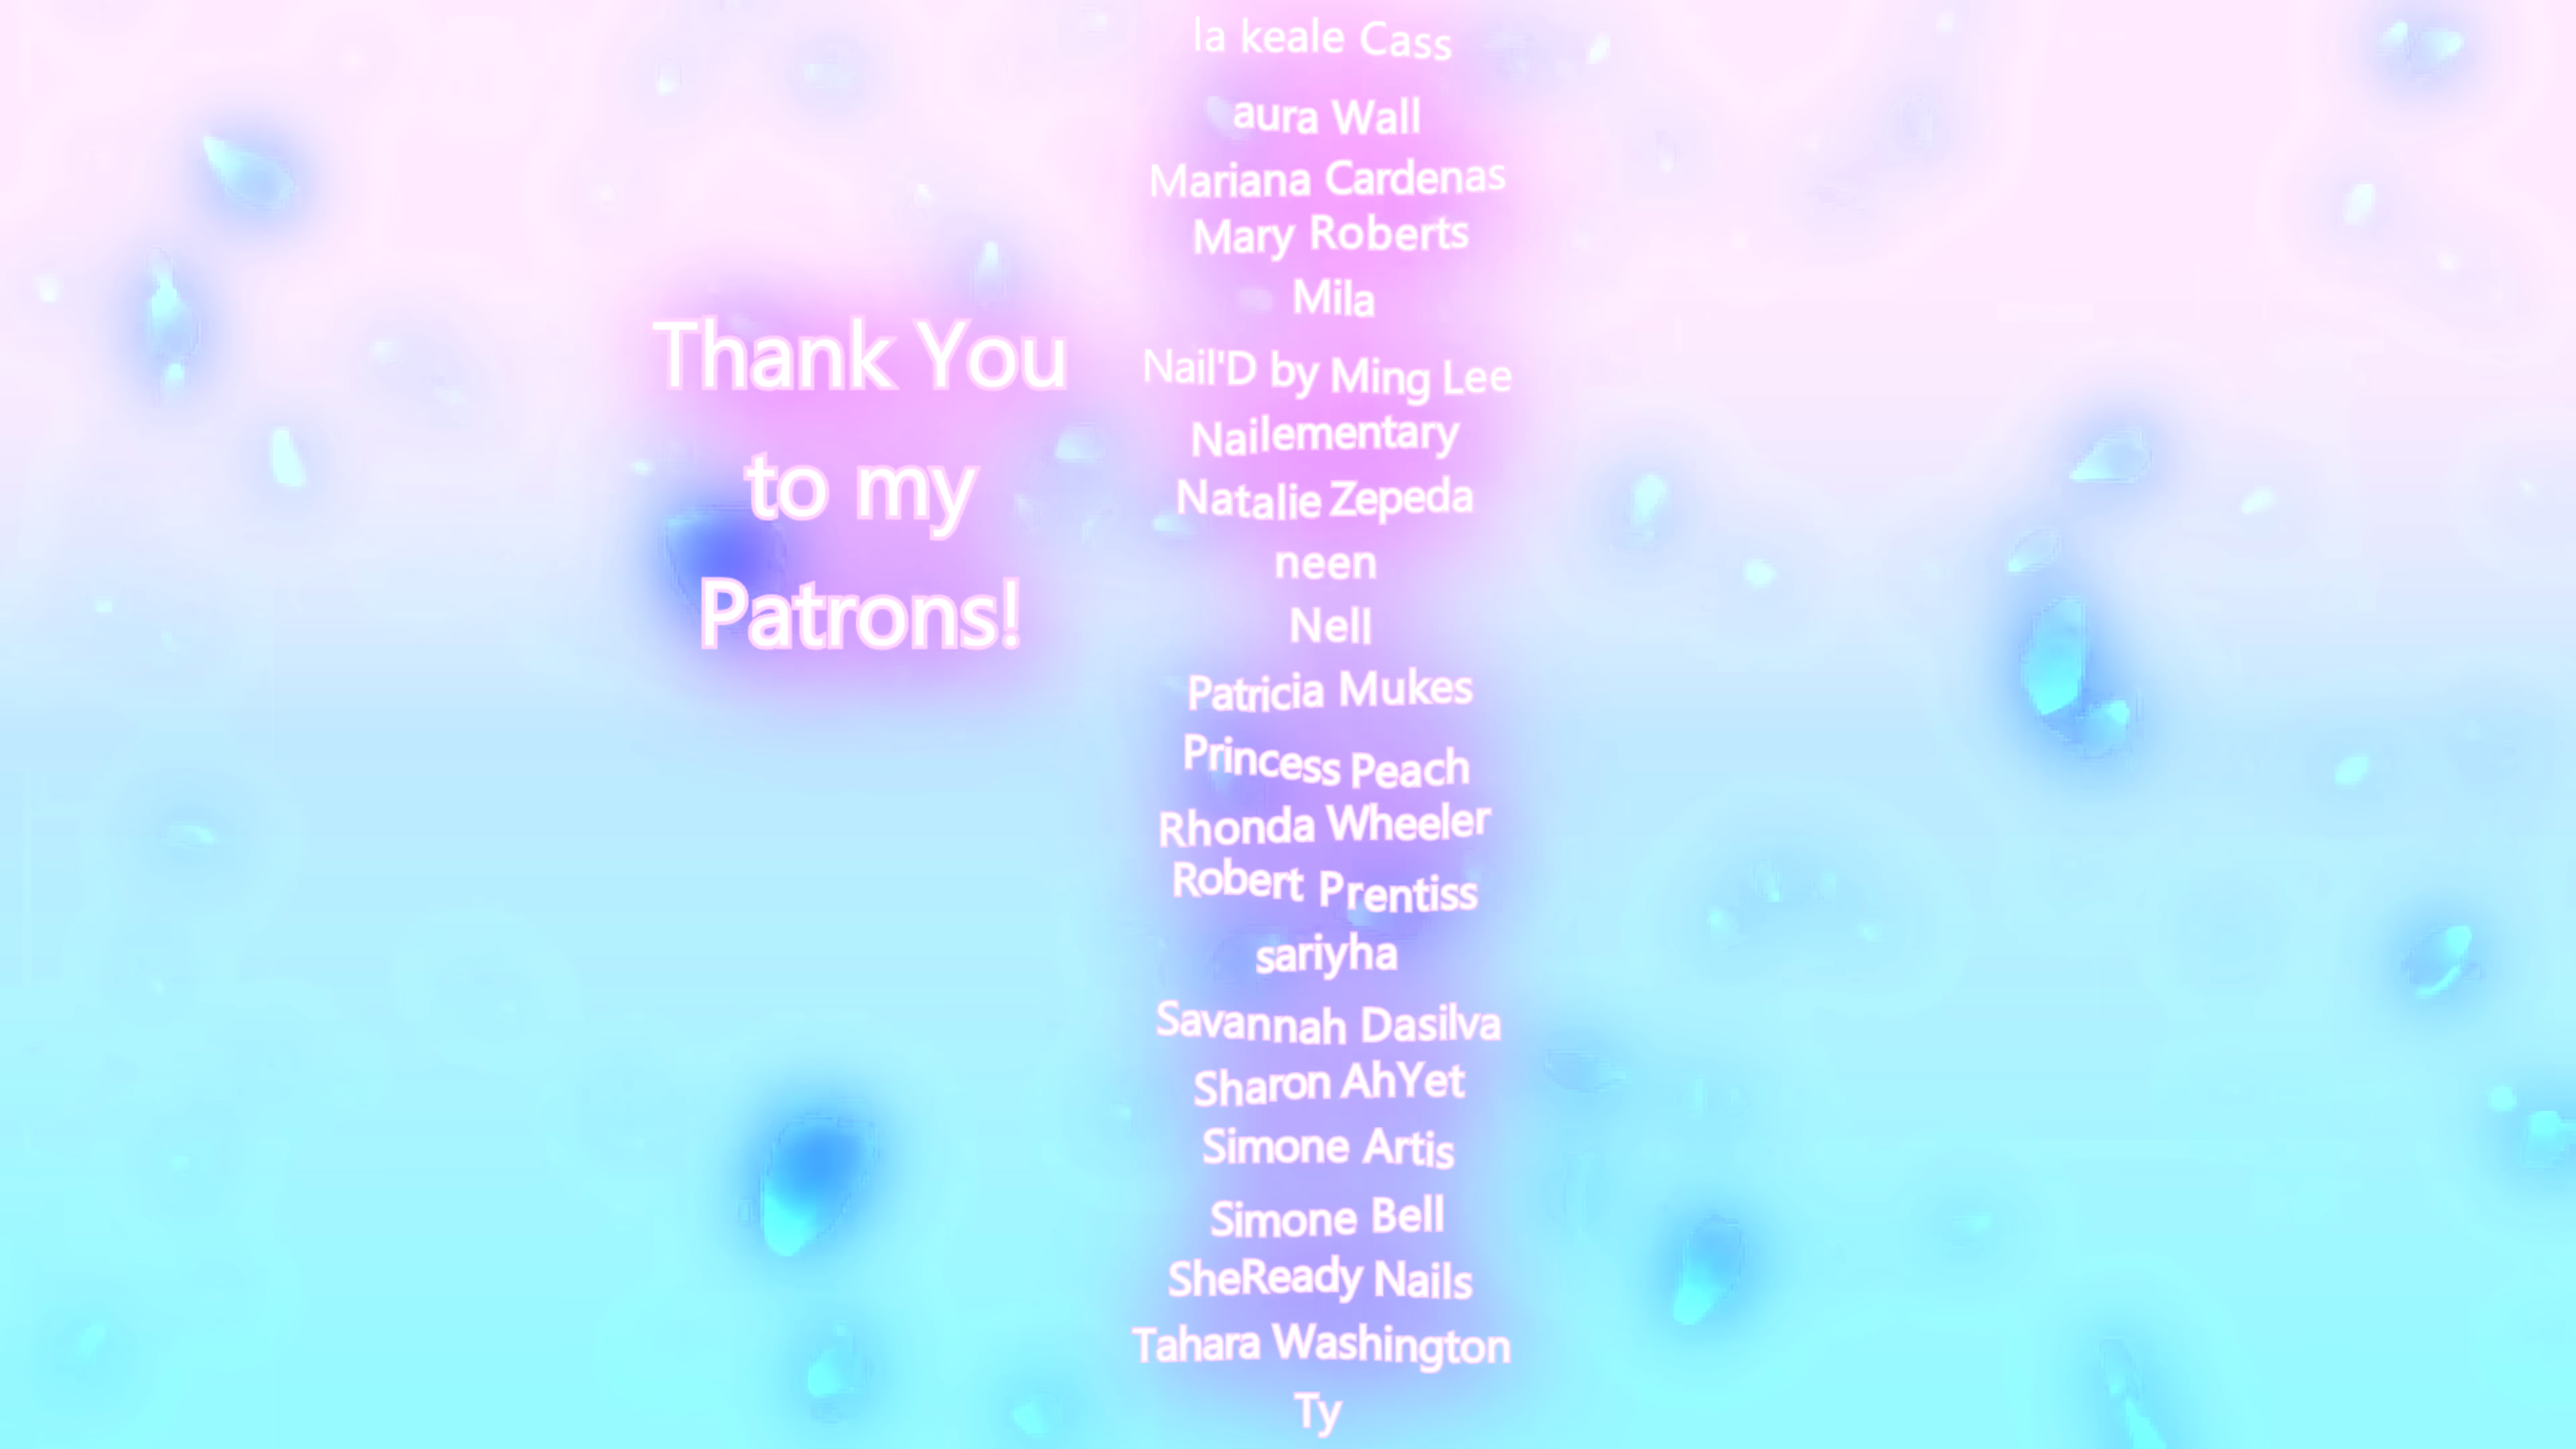 Thank You
to my
Patrons!
la keale Cass
aura Wall
Mariana Cardenas
Mary Roberts
Mila
Nail'D by Ming Lee
Nailementary
Natalie Zepeda
neen
Nell
Patricia Mukes
Princess Peach
Rhonda Wheeler
Robert Prentiss
sariyha
Savannah Dasilva
Sharon AhYet
Simone Artis
Simone Bell
SheReady Nails
Tahara Washington
Ty